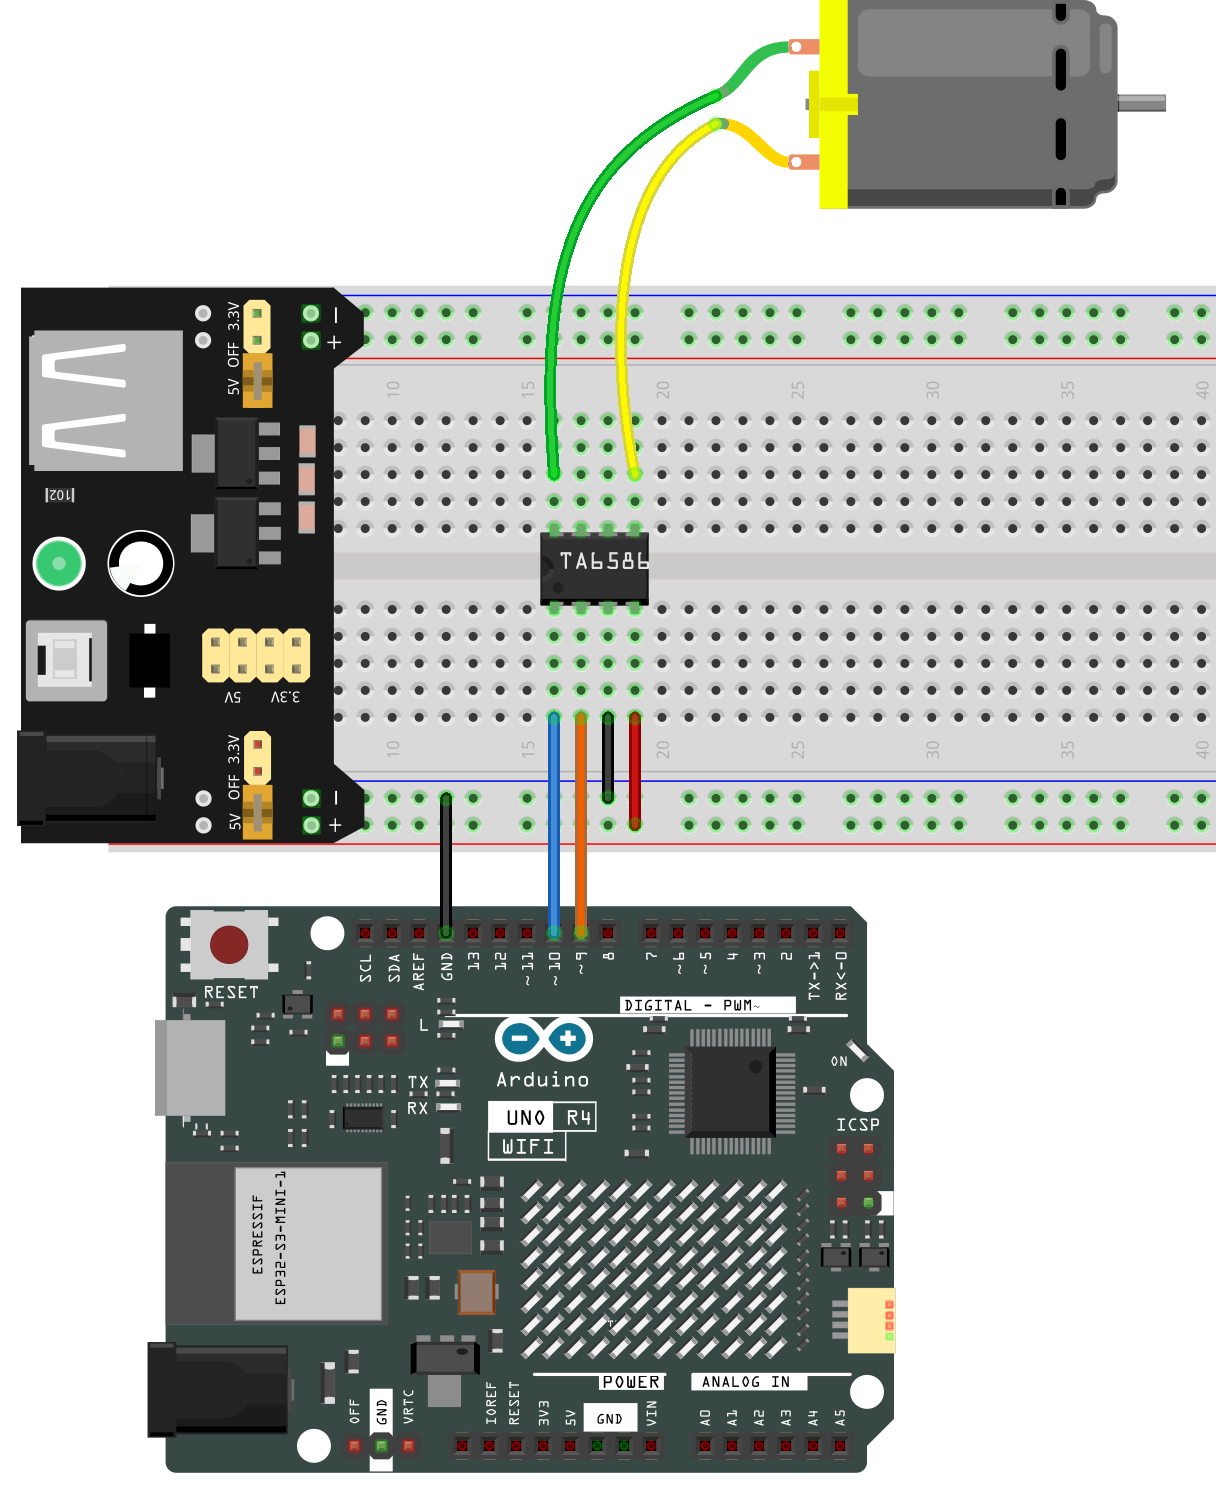 3.3V
OFF
5V
−
+
10
15
20
25
30
35
40
102
TA6586
5V
3.3V
10
15
20
25
30
35
40
3.3V
OFF
5V
−
+
RESET
SCL
SDA
AREF
GND
13
12
~11
~10
~9
8
7
~6
~5
4
~3
2
TX->1
RX<-0
DIGITAL - PWM~
L
TX
RX
Arduino
UNO R4
WIFI
ON
ICSP
ESPRESSIF
ESP32-S3-MINI-1
POWER
ANALOG IN
OFF
GND
VRTC
IOREF
RESET
3V3
5V
GND
VIN
A0
A1
A2
A3
A4
A5